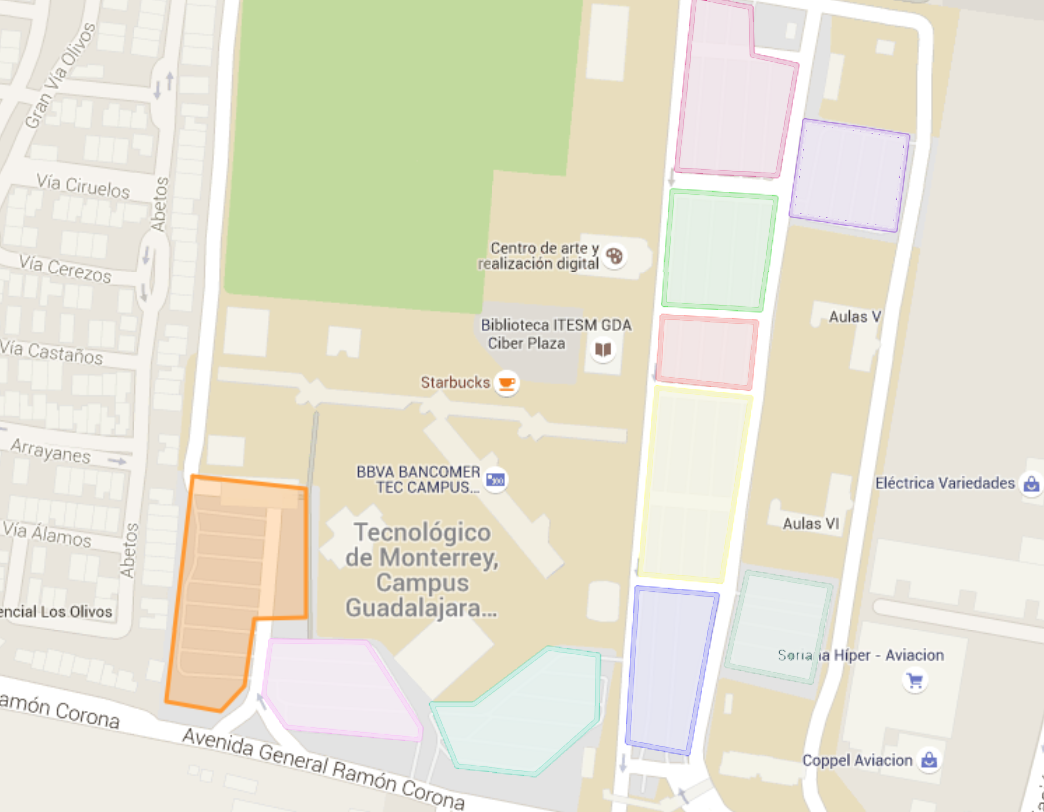 Gran Vía Olivos
Vía Ciruelos
Abetos
Vía Cerezos
Centro de arte y
realización digital
Biblioteca ITESM GDA
Ciber Plaza
Aulas V
Vía Castaños
Starbucks
Arrayanes
BBVA BANCOMER
TEC CAMPUS...
Eléctrica Variedades
Vía Álamos
Abetos
Tecnológico
de Monterrey,
Campus
Guadalajara...
Aulas VI
encial Los Olivos
Soriana Híper - Aviacion
amón Corona
Avenida General Ramón Corona
Coppel Aviacion